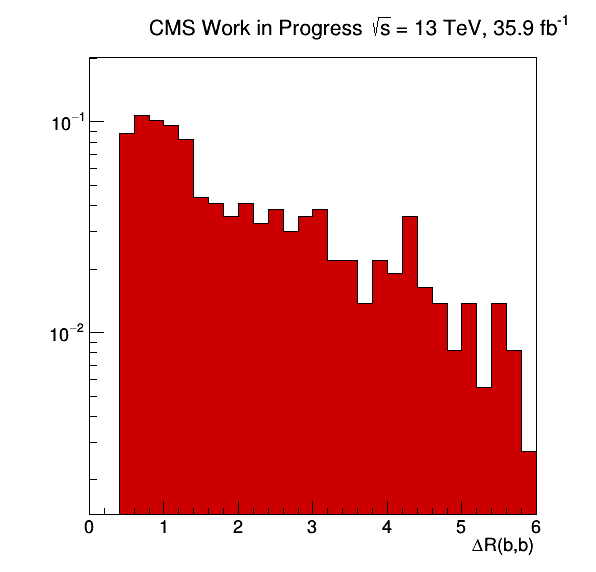 CMS Work in Progress √s = 13 TeV, 35.9 fb⁻¹
10⁻¹
10⁻²
0 1 2 3 4 5 6
ΔR(b,b)